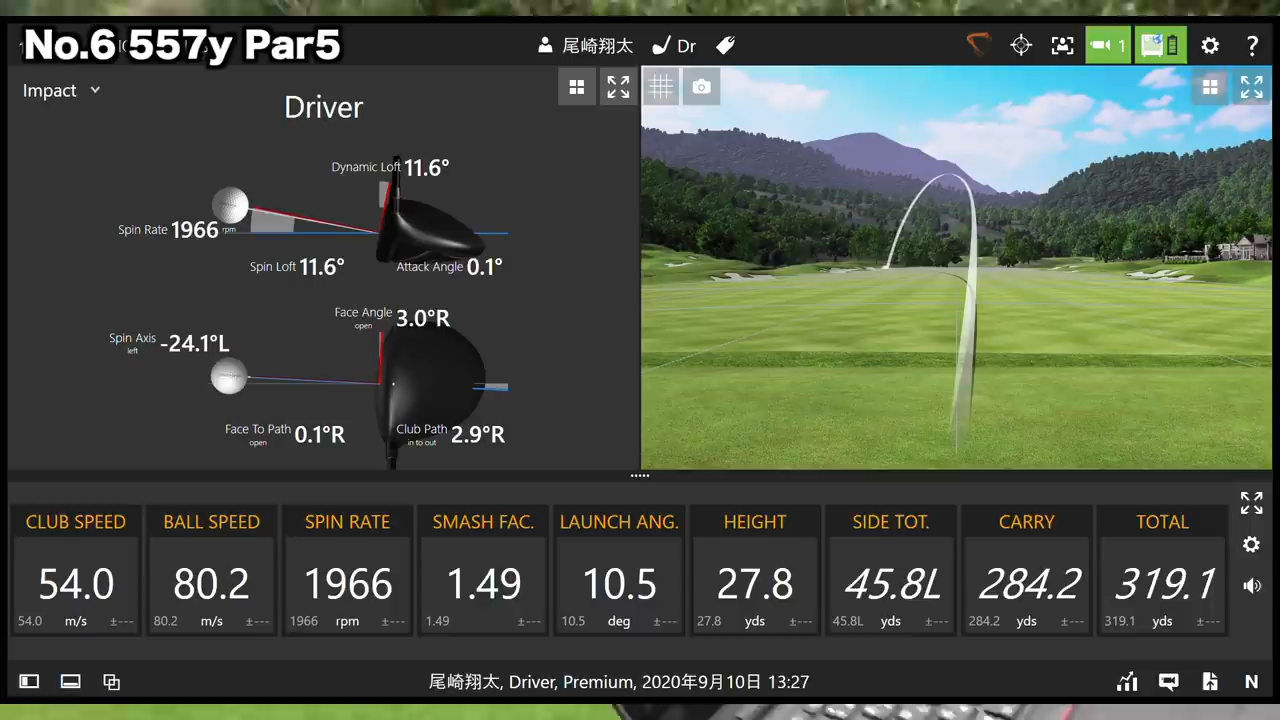 No.6 557y Par5
尾崎翔太
Dr
1
Impact
Driver
Dynamic Loft 11.6°
Spin Rate 1966 rpm
Spin Loft 11.6°
Attack Angle 0.1°
Face Angle 3.0°R
open
Spin Axis -24.1°L
left
Face To Path 0.1°R
open
Club Path 2.9°R
in to out
CLUB SPEED BALL SPEED SPIN RATE SMASH FAC. LAUNCH ANG. HEIGHT SIDE TOT. CARRY TOTAL
54.0 80.2 1966 1.49 10.5 27.8 45.8L 284.2 319.1
54.0 m/s ±--- 80.2 m/s ±--- 1966 rpm ±--- 1.49 ±--- 10.5 deg ±--- 27.8 yds ±--- 45.8L yds ±--- 284.2 yds ±--- 319.1 yds ±---
尾崎翔太, Driver, Premium, 2020年9月10日 13:27
N